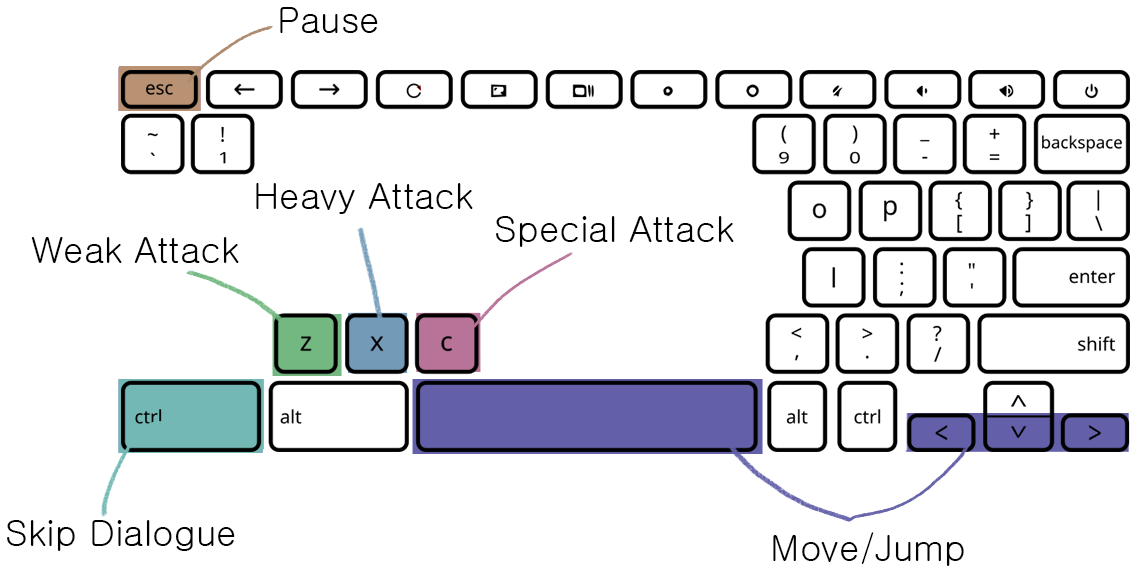 Pause
esc
~
`
!
1
(
9
)
0
_
-
+
=
backspace
Heavy Attack
Special Attack
Weak Attack
o
p
{
[
}
]
|
\
l
:
;
"
'
enter
z
x
c
<
,
>
.
?
/
shift
ctrl
alt
alt
ctrl
Skip Dialogue
Move/Jump